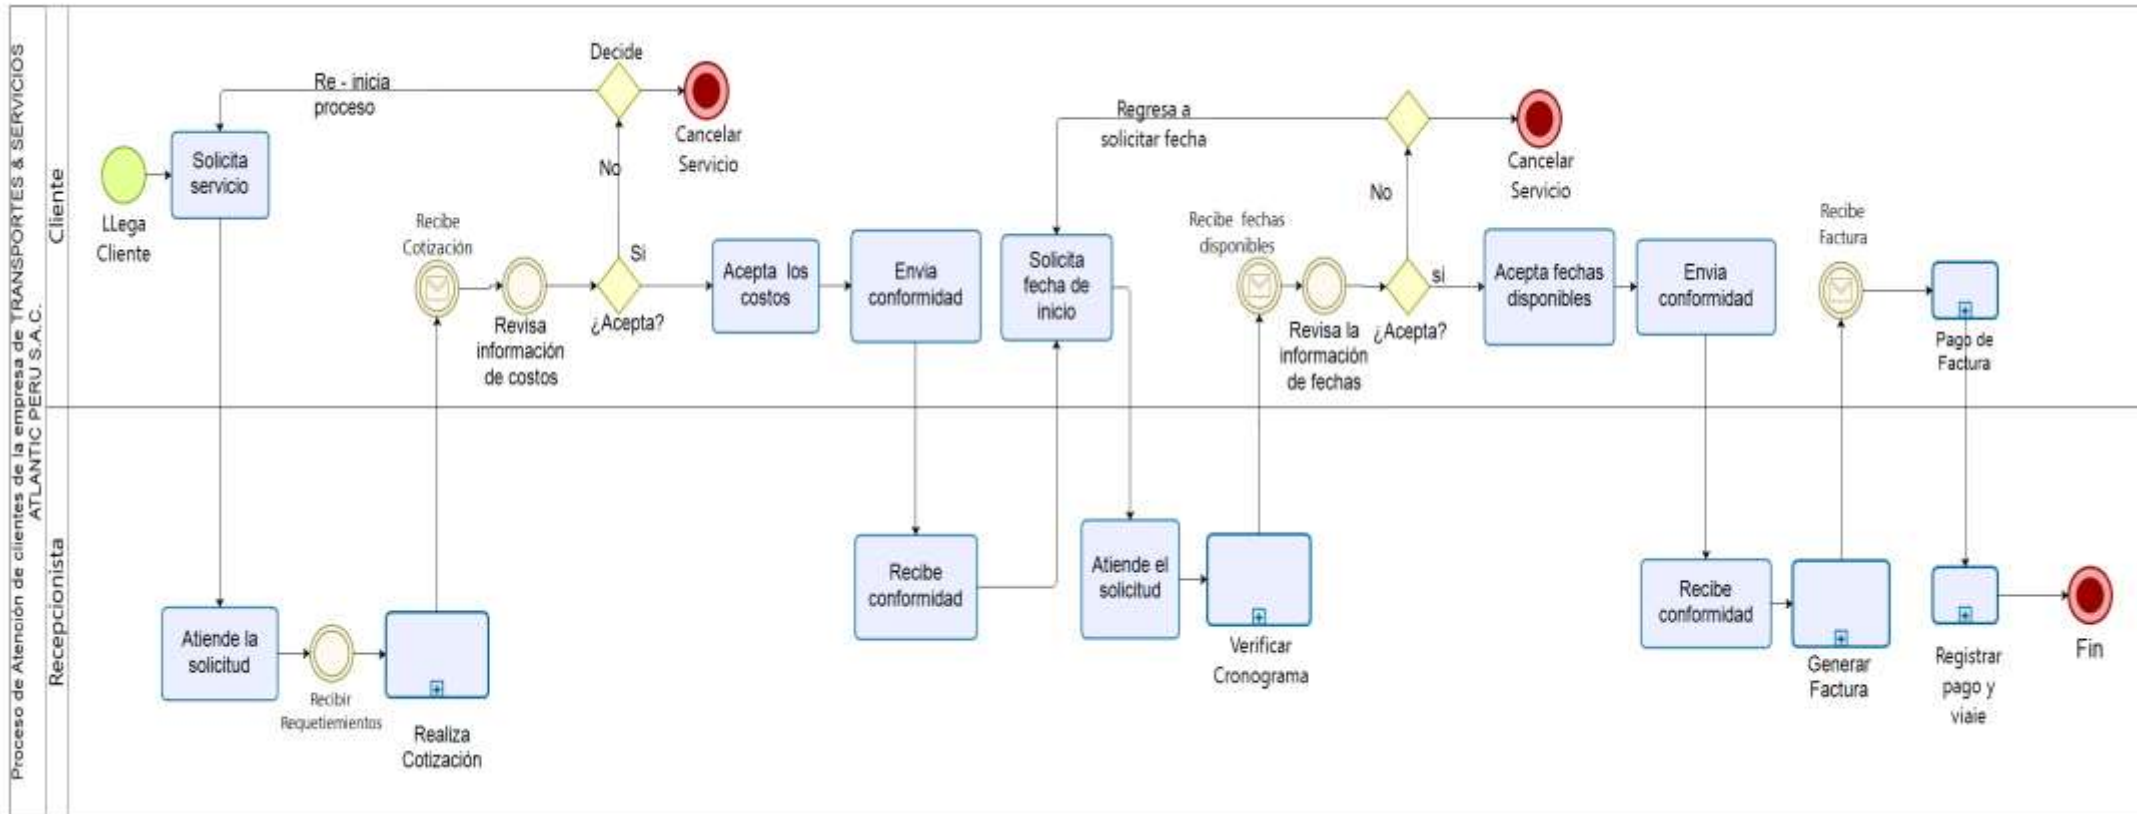 Proceso de Atención de clientes de la empresa de TRANSPORTES & SERVICIOS
ATLANTIC PERU S.A.C.
Cliente
LLega
Cliente
Solicita
servicio
Re - inicia
proceso
Decide
Cancelar
Servicio
No
Recibe
Cotización
Revisa
información
de costos
Si
¿Acepta?
Acepta los
costos
Envia
conformidad
Solicita
fecha de
inicio
Regresa a
solicitar fecha
Cancelar
Servicio
No
Recibe fechas
disponibles
Revisa la
información
de fechas
si
¿Acepta?
Acepta fechas
disponibles
Envia
conformidad
Recibe
Factura
Pago de
Factura
Recepcionista
Atiende la
solicitud
Recibir
Requetiemientos
Realiza
Cotización
Recibe
conformidad
Atiende el
solicitud
Verificar
Cronograma
Recibe
conformidad
Generar
Factura
Registrar
pago y
viaie
Fin